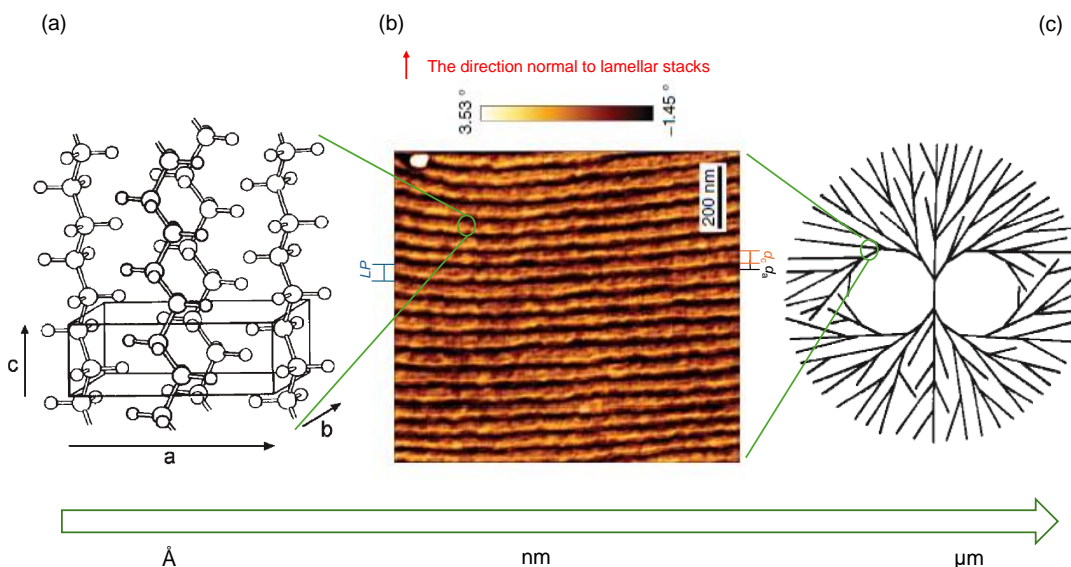 (a)
(b)
(c)
The direction normal to lamellar stacks
3.53 °
−1.45 °
200 nm
LP
dc
da
c
b
a
Å
nm
µm